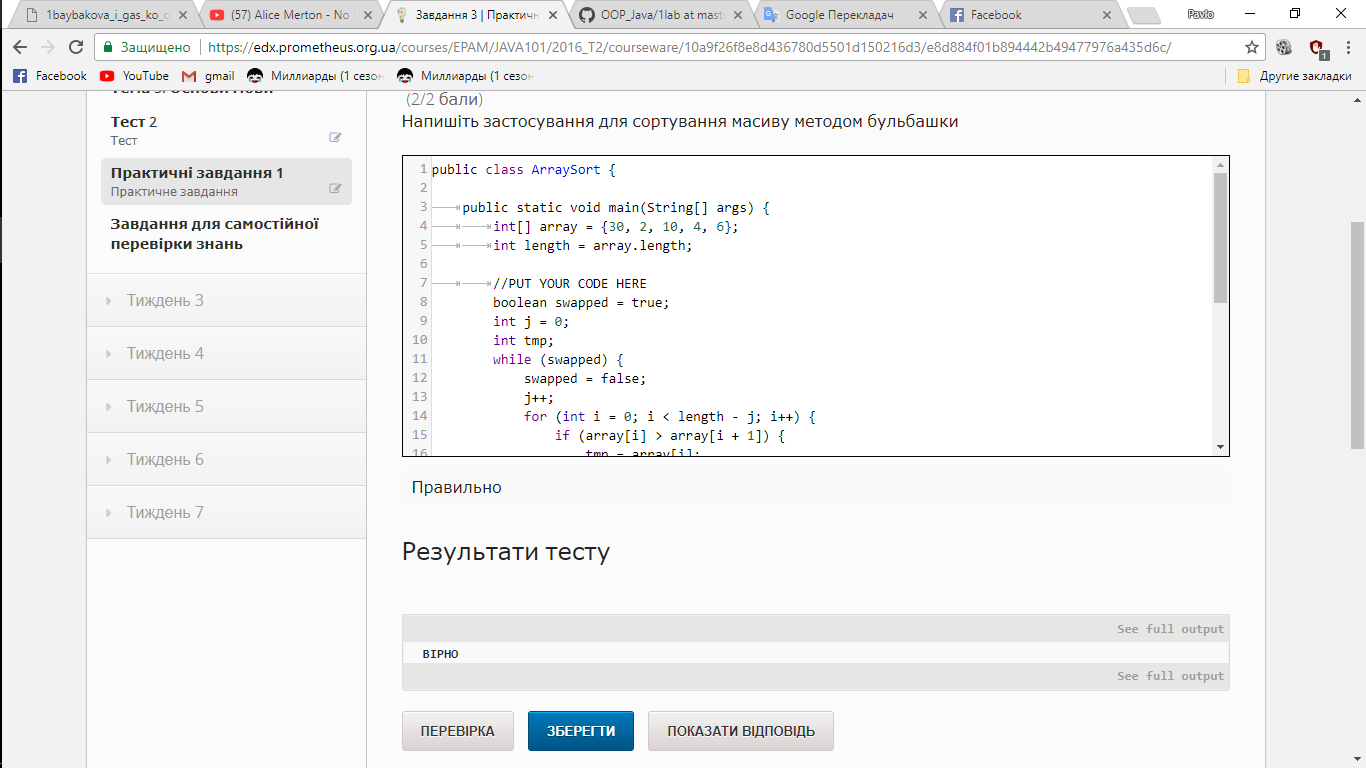 1baybakova_i_gas_ko_o
(57) Alice Merton - No
Завдання 3 | Практичн
OOP_Java/1lab at mast
Google Перекладач
Facebook
Pavlo
Защищено
https://edx.prometheus.org.ua/courses/EPAM/JAVA101/2016_T2/courseware/10a9f26f8e8d436780d5501d150216d3/e8d884f01b894442b49477976a435d6c/
1
Facebook
YouTube
gmail
Миллиарды (1 сезон
Миллиарды (1 сезон
Другие закладки
Тест 2
Тест
Практичні завдання 1
Практичне завдання
Завдання для самостійної
перевірки знань
Тиждень 3
Тиждень 4
Тиждень 5
Тиждень 6
Тиждень 7
(2/2 бали)
Напишіть застосування для сортування масиву методом бульбашки
1 public class ArraySort {
2
3 public static void main(String[] args) {
4 int[] array = {30, 2, 10, 4, 6};
5 int length = array.length;
6
7 //PUT YOUR CODE HERE
8 boolean swapped = true;
9 int j = 0;
10 int tmp;
11 while (swapped) {
12 swapped = false;
13 j++;
14 for (int i = 0; i < length - j; i++) {
15 if (array[i] > array[i + 1]) {
16 tmp = array[i];
Правильно
Результати тесту
See full output
ВІРНО
See full output
ПЕРЕВІРКА
ЗБЕРЕГТИ
ПОКАЗАТИ ВІДПОВІДЬ